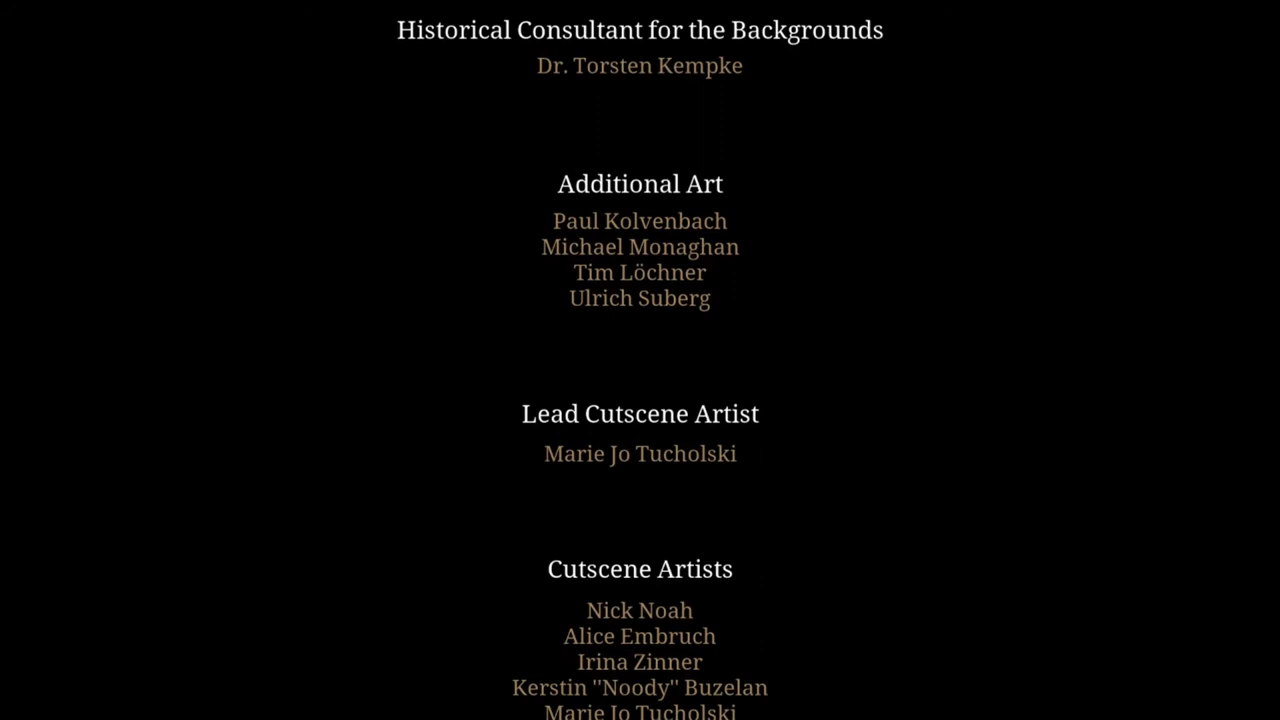 Historical Consultant for the Backgrounds
Dr. Torsten Kempke
Additional Art
Paul Kolvenbach
Michael Monaghan
Tim Löchner
Ulrich Suberg
Lead Cutscene Artist
Marie Jo Tucholski
Cutscene Artists
Nick Noah
Alice Embruch
Irina Zinner
Kerstin ''Noody'' Buzelan
Marie Jo Tucholski